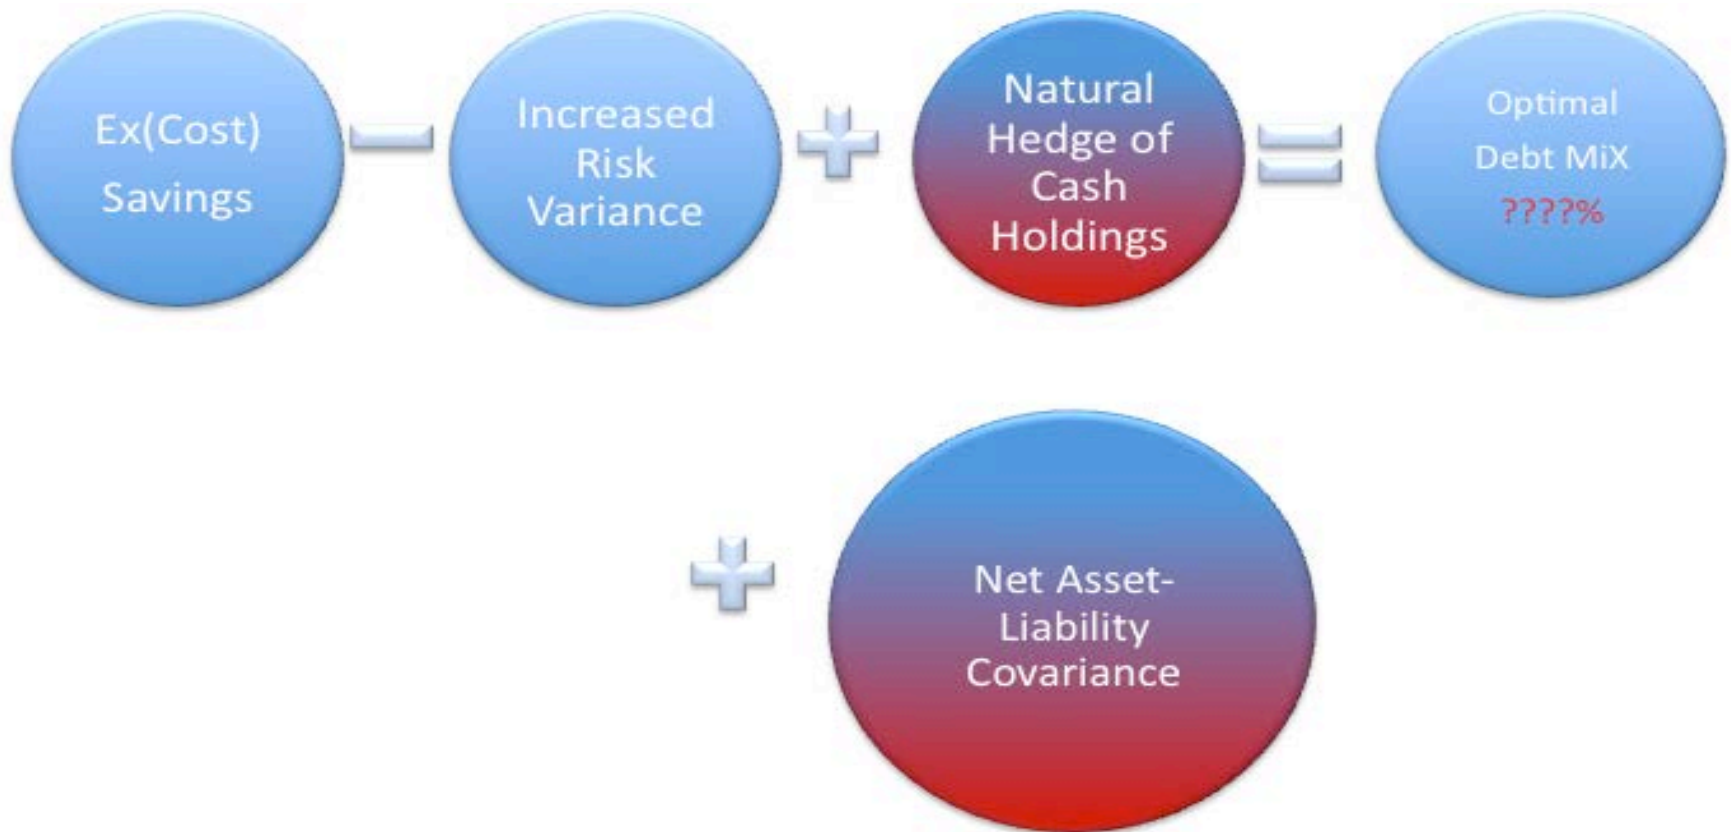 Ex(Cost)
Savings
Increased
Risk
Variance
Natural
Hedge of
Cash
Holdings
Optimal
Debt MiX
????%
Net Asset-
Liability
Covariance